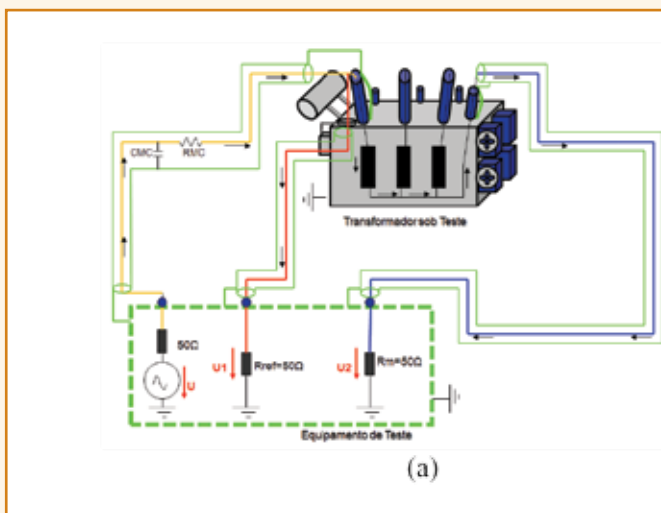 CMC
RMC
Transformador sob Teste
50Ω
U
U1
Rref=50Ω
U2
Rm=50Ω
Equipamento de Teste
(a)